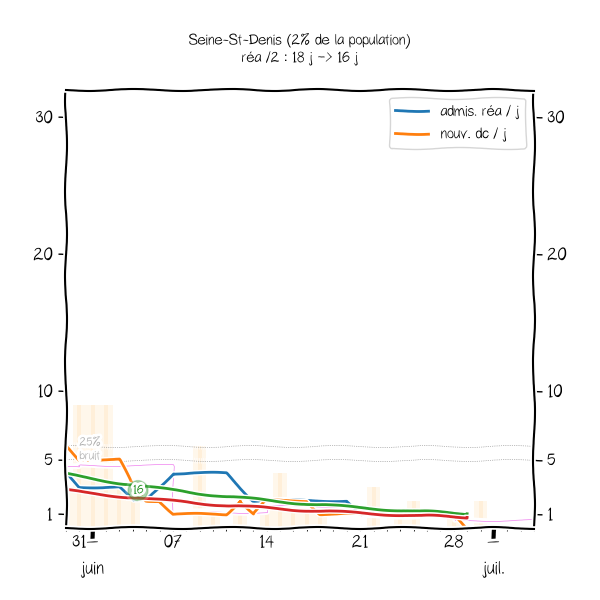 Seine-St-Denis (2% de la population)
réa /2 : 18 j -> 16 j
admis. réa / j
nouv. dc / j
30 30
20 20
10 10
25%
5 5
bruit
16
1 1
31 07 14 21 28
juin juil.